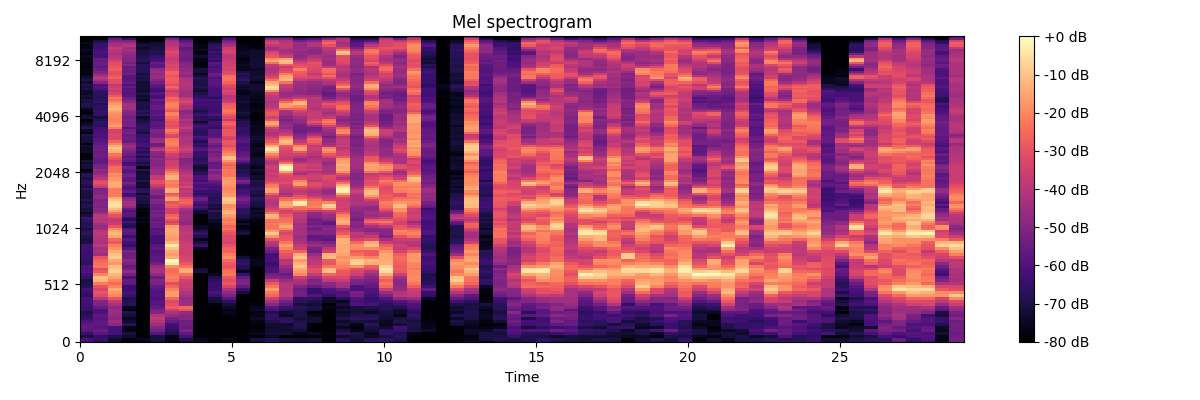 Mel spectrogram
+0 dB
8192
-10 dB
4096
-20 dB
-30 dB
2048
-40 dB
Hz
1024
-50 dB
-60 dB
512
-70 dB
0
-80 dB
0 5 10 15 20 25
Time